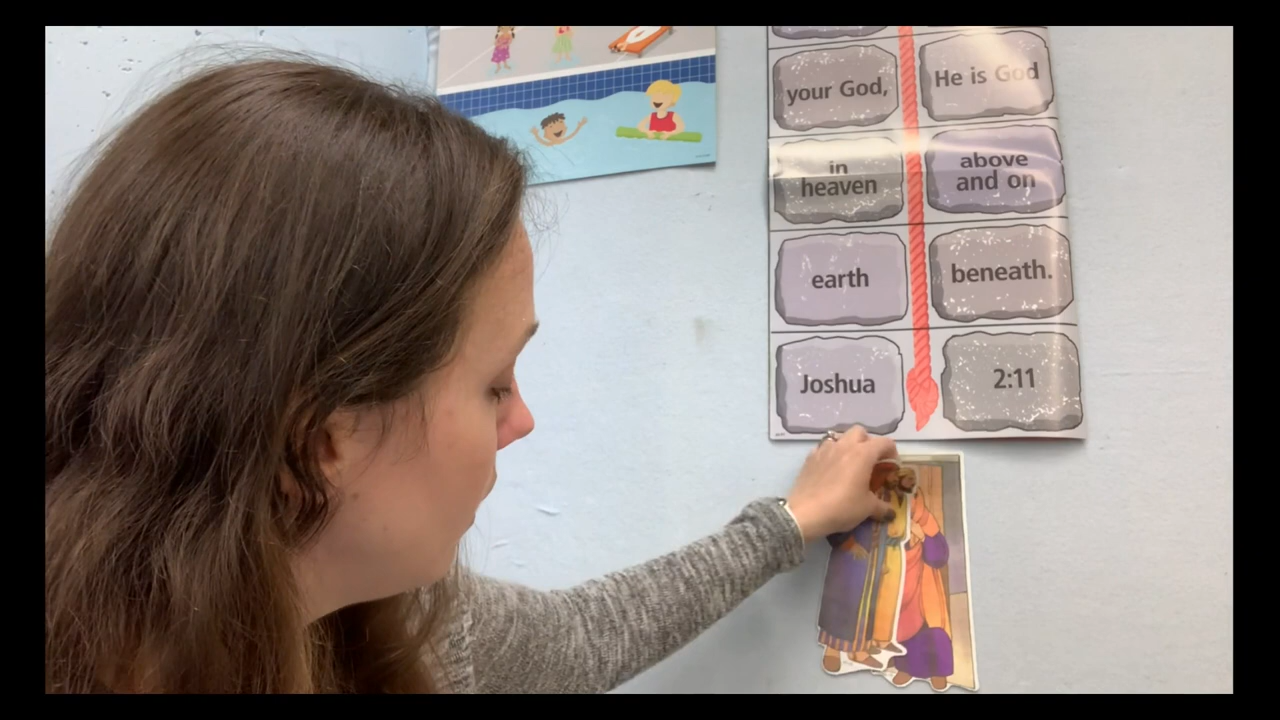 your God,
He is God
in
heaven
above
and on
earth
beneath.
Joshua
2:11